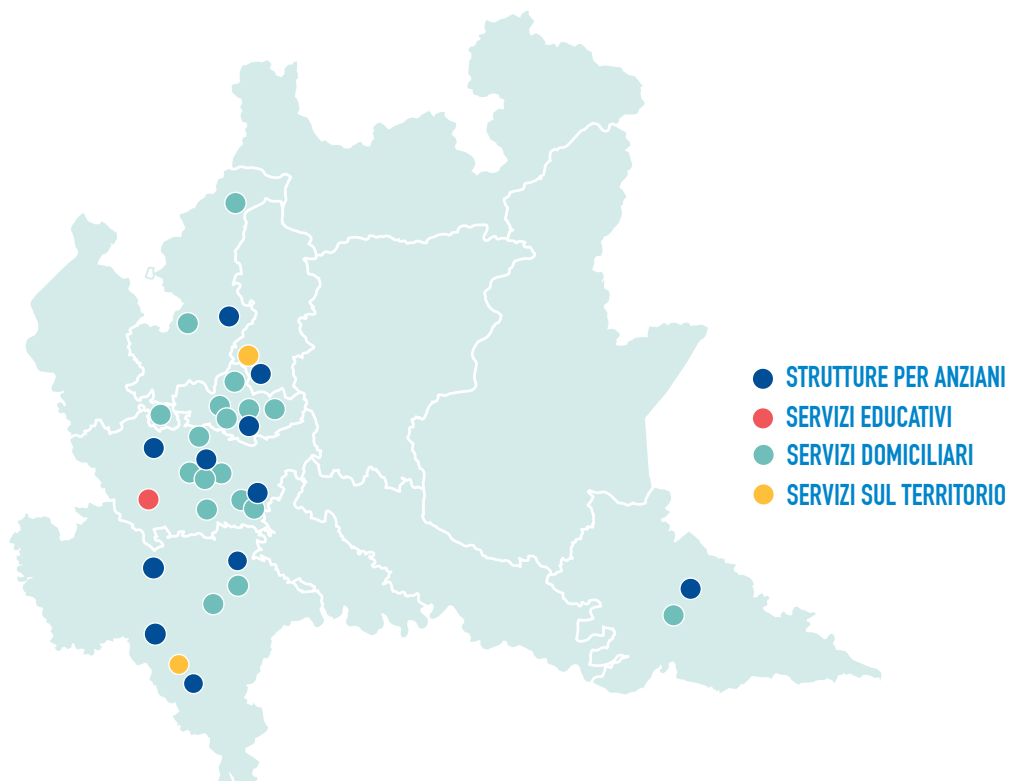 STRUTTURE PER ANZIANI
SERVIZI EDUCATIVI
SERVIZI DOMICILIARI
SERVIZI SUL TERRITORIO